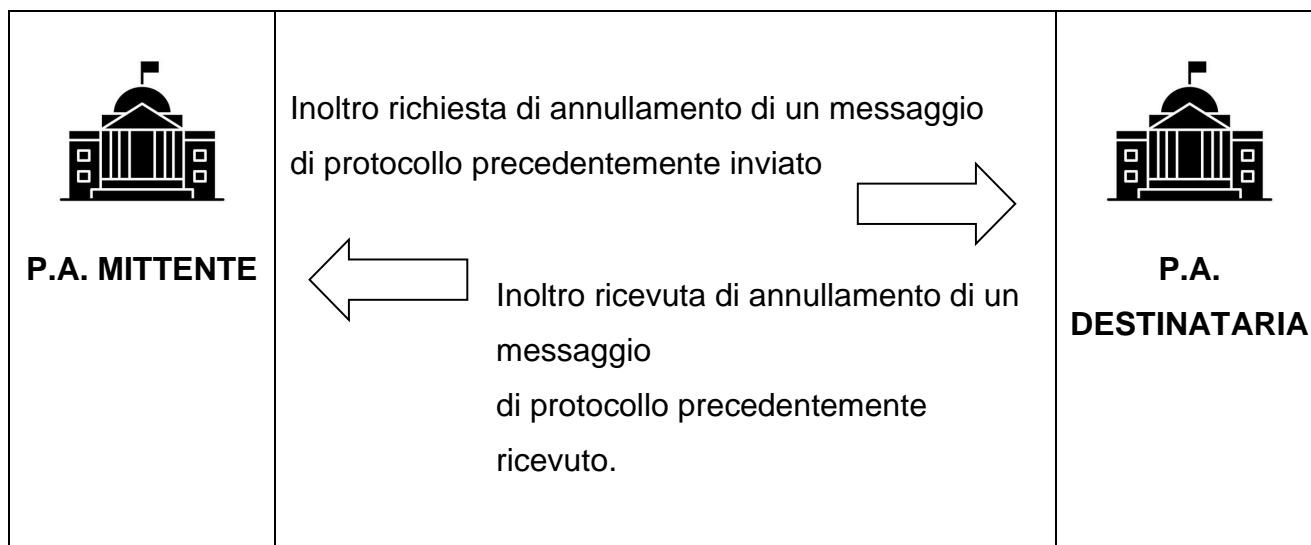 P.A. MITTENTE
Inoltro richiesta di annullamento di un messaggio
di protocollo precedentemente inviato
Inoltro ricevuta di annullamento di un
messaggio
di protocollo precedentemente
ricevuto.
P.A.
DESTINATARIA